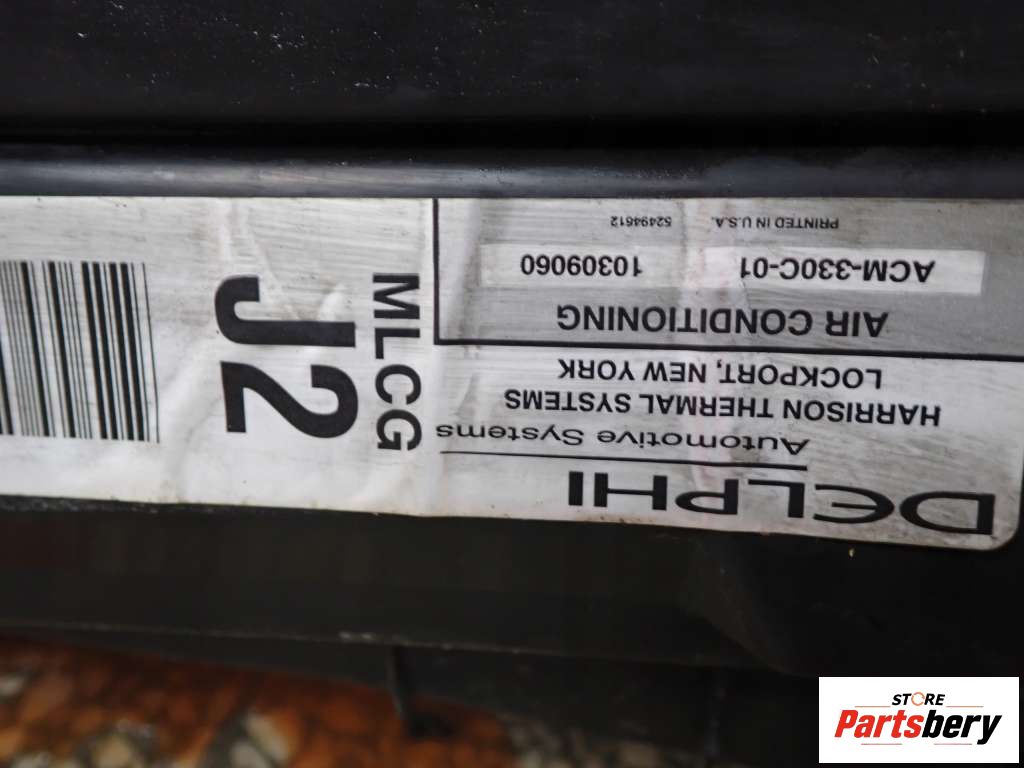 DELPHI
Automotive Systems
HARRISON THERMAL SYSTEMS
LOCKPORT, NEW YORK
AIR CONDITIONING
ACM-330C-01 10309060
PRINTED IN U.S.A. 52494612
MLCG
J2
STORE
Partsbery